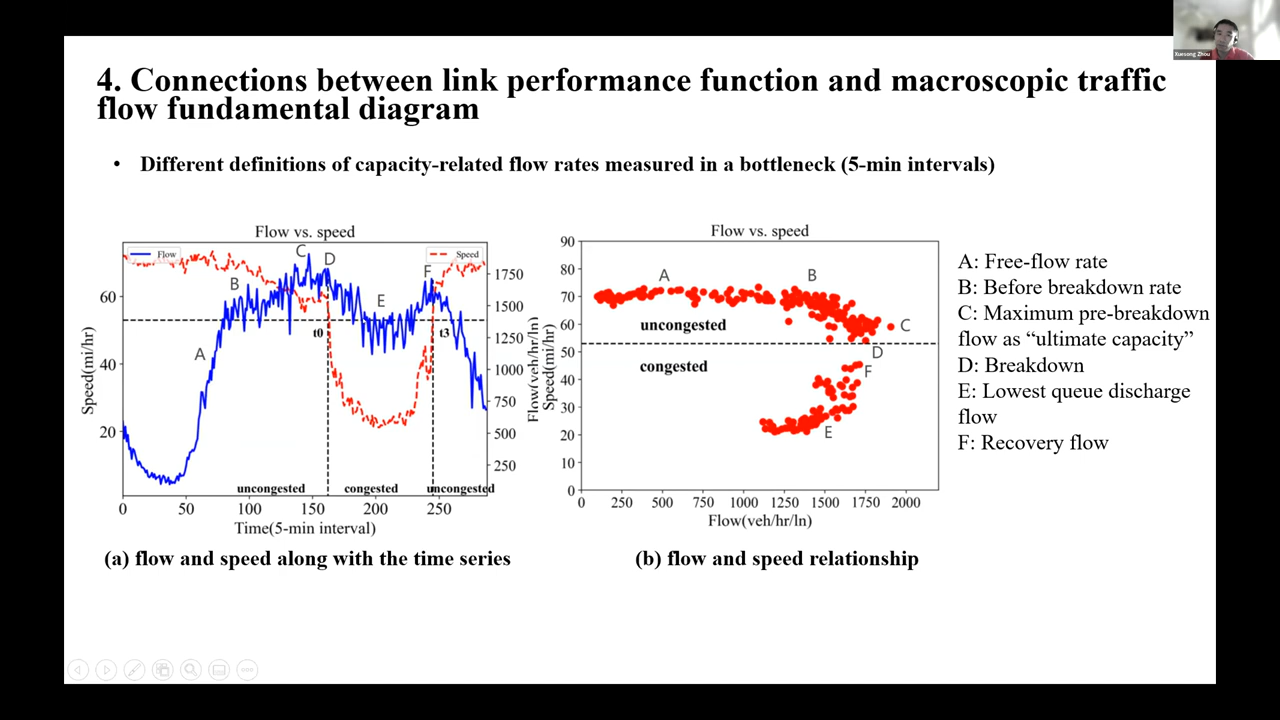 Xuesong Zhou
4. Connections between link performance function and macroscopic traffic
flow fundamental diagram
• Different definitions of capacity-related flow rates measured in a bottleneck (5-min intervals)
Flow vs. speed
Flow
Speed
A
B
C
D
E
F
t0
t3
uncongested
congested
uncongested
60
40
20
Speed(mi/hr)
1750
1500
1250
1000
750
500
250
Flow(veh/hr/ln)
0
50
100
150
200
250
Time(5-min interval)
(a) flow and speed along with the time series
Flow vs. speed
90
80
70
60
50
40
30
20
10
0
Speed(mi/hr)
A
B
C
D
F
E
uncongested
congested
0
250
500
750
1000
1250
1500
1750
2000
Flow(veh/hr/ln)
(b) flow and speed relationship
A: Free-flow rate
B: Before breakdown rate
C: Maximum pre-breakdown
flow as “ultimate capacity”
D: Breakdown
E: Lowest queue discharge
flow
F: Recovery flow